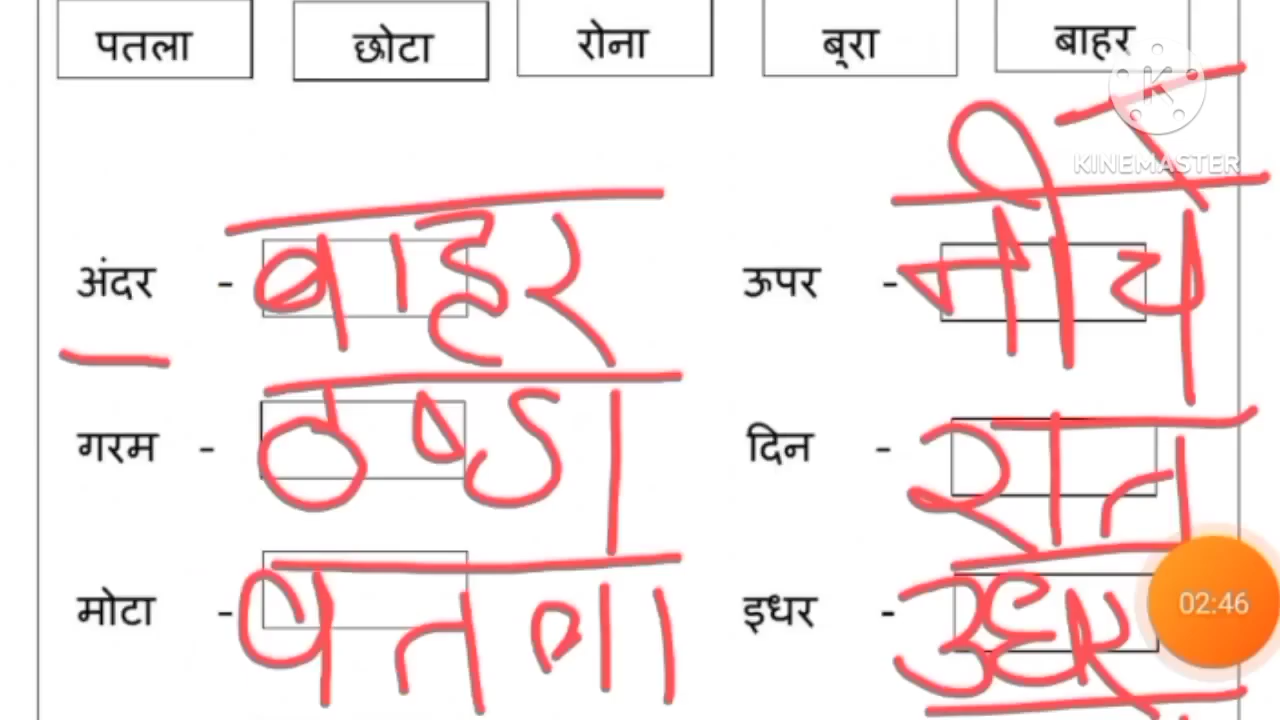 पतला छोटा रोना ब्रा बाहर
K
KINEMASTER
अंदर - बाहर ऊपर - नीचे
गरम - ठण्डा दिन - रात
मोटा - पतला इधर - उधर
02:46